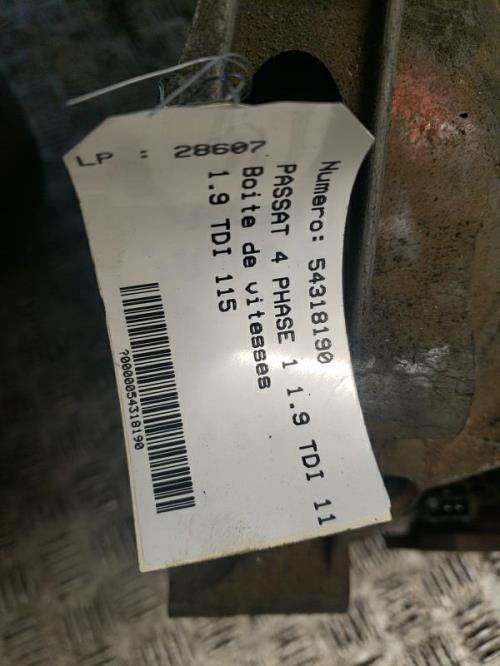 LP : 28607
Numero: 54318190
PASSAT 4 PHASE 1 1.9 TDI 11
Boite de vitesses
1.9 TDI 115
?0000054318190